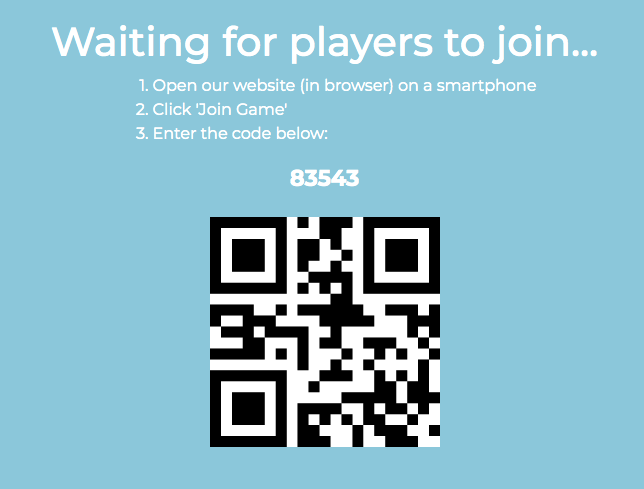 Waiting for players to join...
1. Open our website (in browser) on a smartphone
2. Click 'Join Game'
3. Enter the code below:
83543